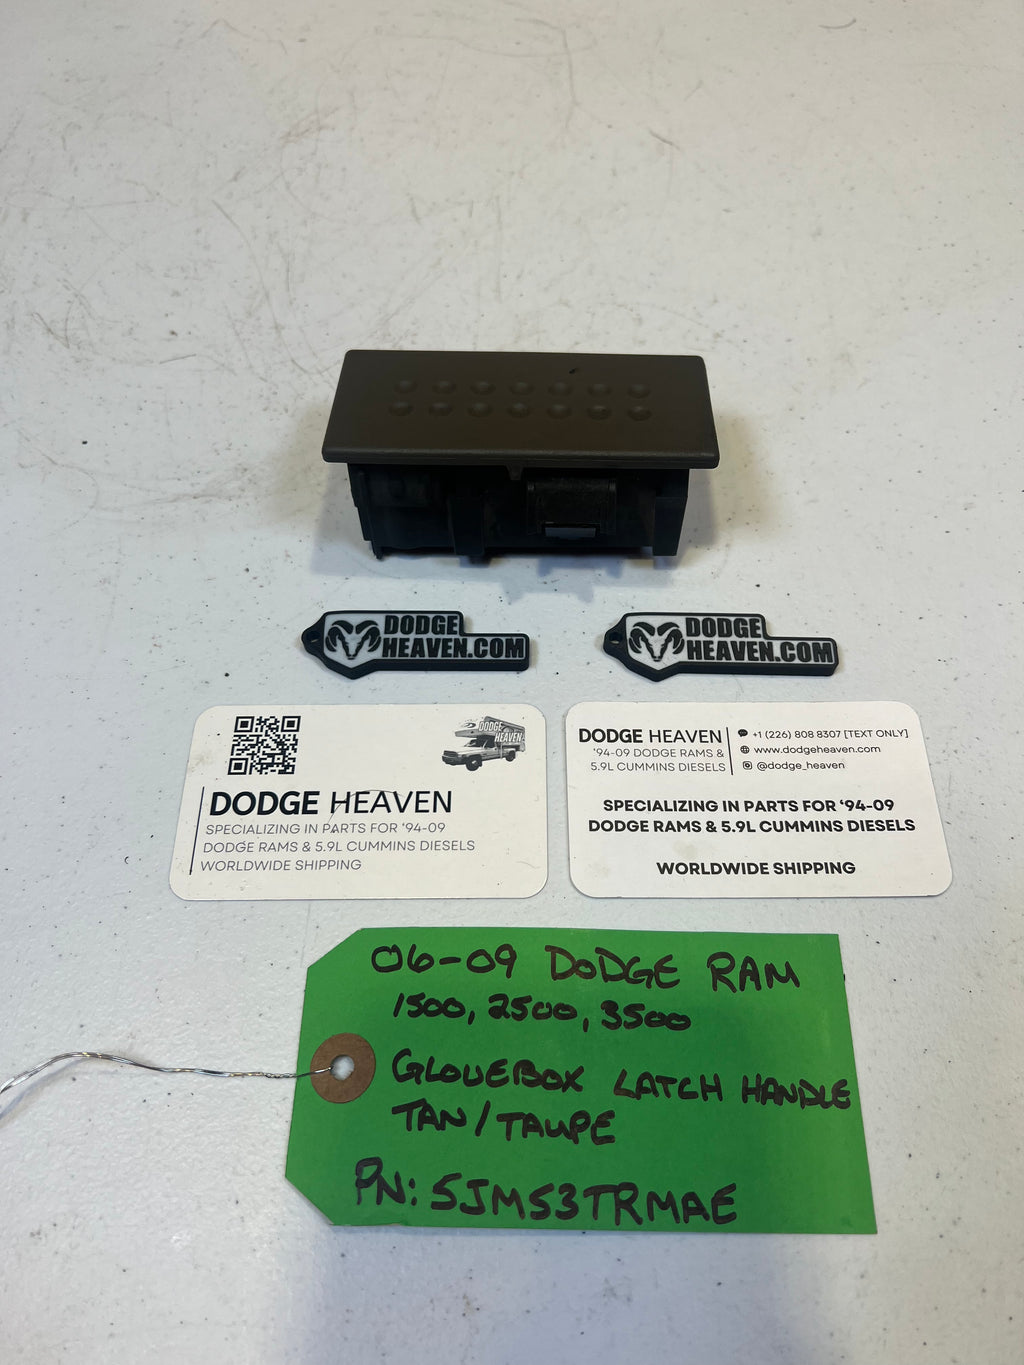 DODGE
HEAVEN.COM
DODGE
HEAVEN.COM
DODGE
HEAVEN
DODGE HEAVEN
SPECIALIZING IN PARTS FOR '94-09
DODGE RAMS & 5.9L CUMMINS DIESELS
WORLDWIDE SHIPPING
DODGE HEAVEN
'94-09 DODGE RAMS &
5.9L CUMMINS DIESELS
+1 (226) 808 8307 [TEXT ONLY]
www.dodgeheaven.com
@dodge_heaven
SPECIALIZING IN PARTS FOR '94-09
DODGE RAMS & 5.9L CUMMINS DIESELS
WORLDWIDE SHIPPING
06-09 DODGE RAM
1500, 2500, 3500
GLOVEBOX LATCH HANDLE
TAN/TAUPE
PN: 5JM53TRMAE